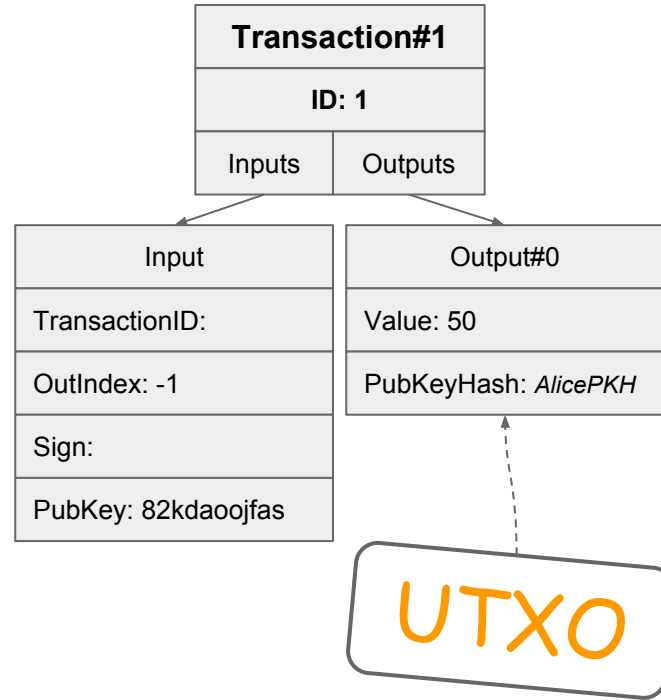 Transaction#1
ID: 1
Inputs
Outputs
Input
TransactionID:
OutIndex: -1
Sign:
PubKey: 82kdaoojfas
Output#0
Value: 50
PubKeyHash: AlicePKH
UTXO